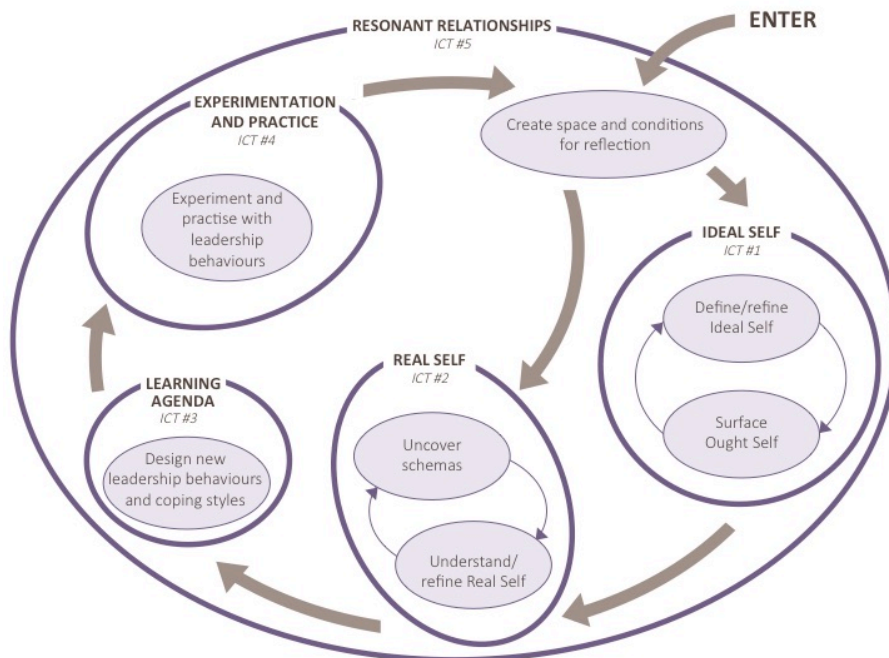 RESONANT RELATIONSHIPS
ICT #5
ENTER
EXPERIMENTATION
AND PRACTICE
ICT #4
Create space and conditions
for reflection
Experiment and
practise with
leadership
behaviours
IDEAL SELF
ICT #1
Define/refine
Ideal Self
Surface
Ought Self
REAL SELF
ICT #2
Uncover
schemas
Understand/
refine Real Self
LEARNING
AGENDA
ICT #3
Design new
leadership behaviours
and coping styles